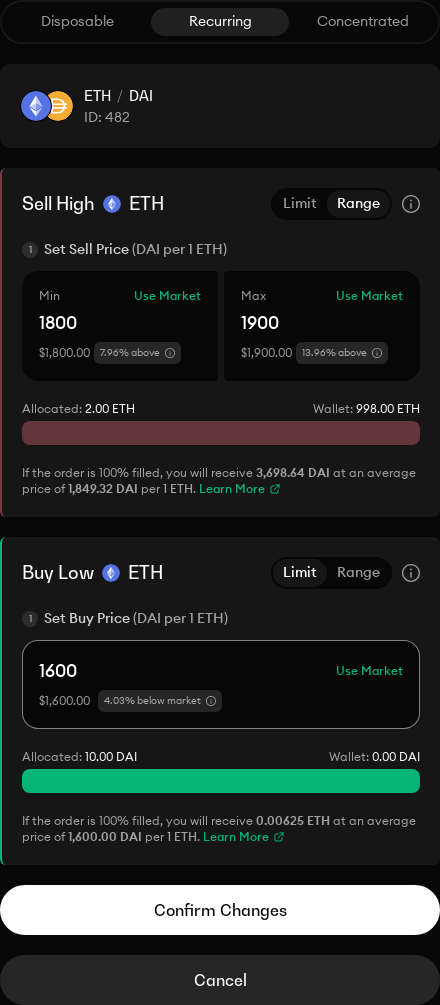 Disposable Recurring Concentrated
ETH / DAI
ID: 482
Sell High ETH Limit Range
1 Set Sell Price (DAI per 1 ETH)
Min Use Market Max Use Market
1800 1900
$1,800.00 7.96% above $1,900.00 13.96% above
Allocated: 2.00 ETH Wallet: 998.00 ETH
If the order is 100% filled, you will receive 3,698.64 DAI at an average
price of 1,849.32 DAI per 1 ETH. Learn More
Buy Low ETH Limit Range
1 Set Buy Price (DAI per 1 ETH)
1600 Use Market
$1,600.00 4.03% below market
Allocated: 10.00 DAI Wallet: 0.00 DAI
If the order is 100% filled, you will receive 0.00625 ETH at an average
price of 1,600.00 DAI per 1 ETH. Learn More
Confirm Changes
Cancel